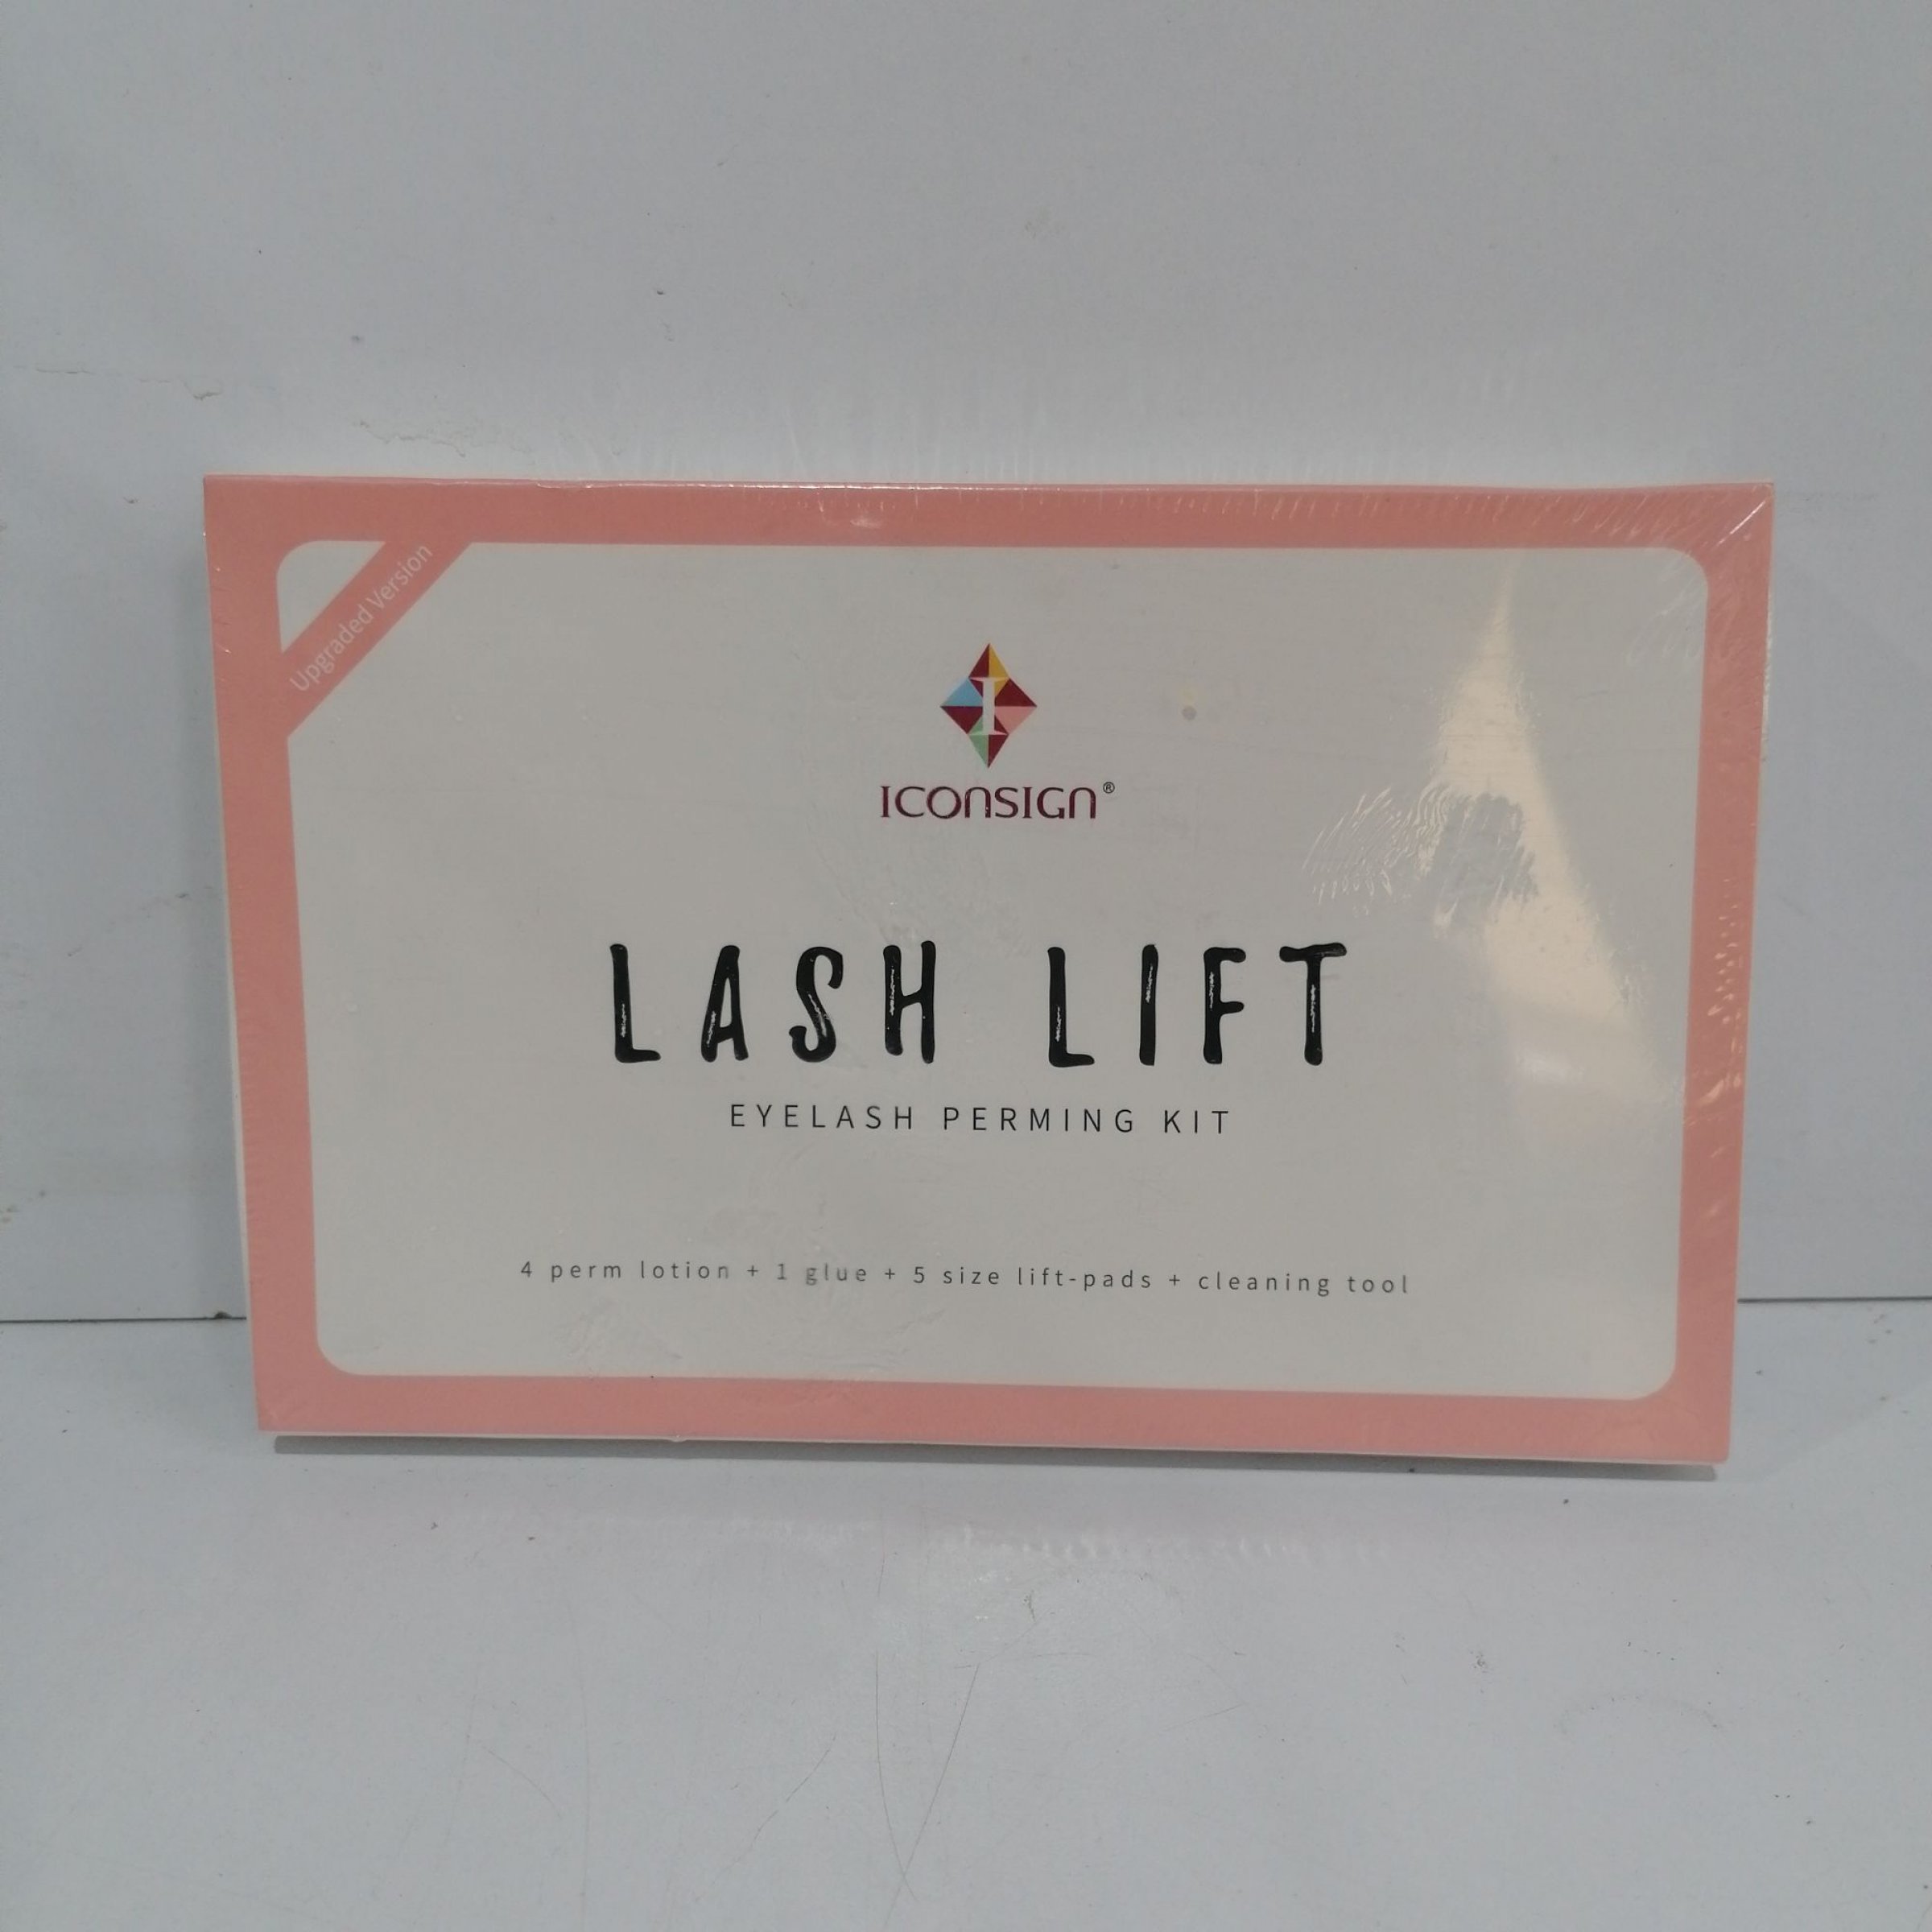 Upgraded Version
I
ICONSIGN®
LASH LIFT
EYELASH PERMING KIT
4 perm lotion + 1 glue + 5 size lift-pads + cleaning tool